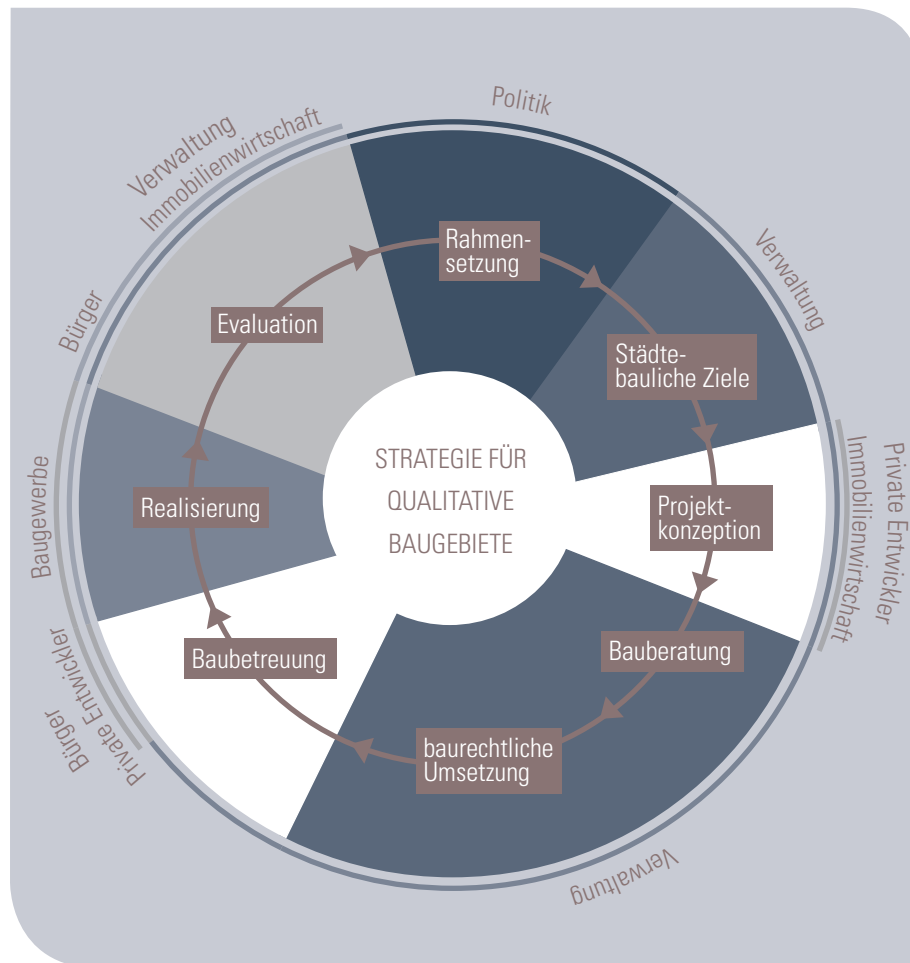 Politik
Verwaltung
Immobilienwirtschaft
Verwaltung
Bürger
Rahmen-
setzung
Evaluation
Städte-
bauliche Ziele
STRATEGIE FÜR
QUALITATIVE
BAUGEBIETE
Private Entwickler
Immobilienwirtschaft
Baugewerbe
Realisierung
Projekt-
konzeption
Baubetreuung
Bauberatung
Bürger
Private Entwickler
baurechtliche
Umsetzung
Verwaltung